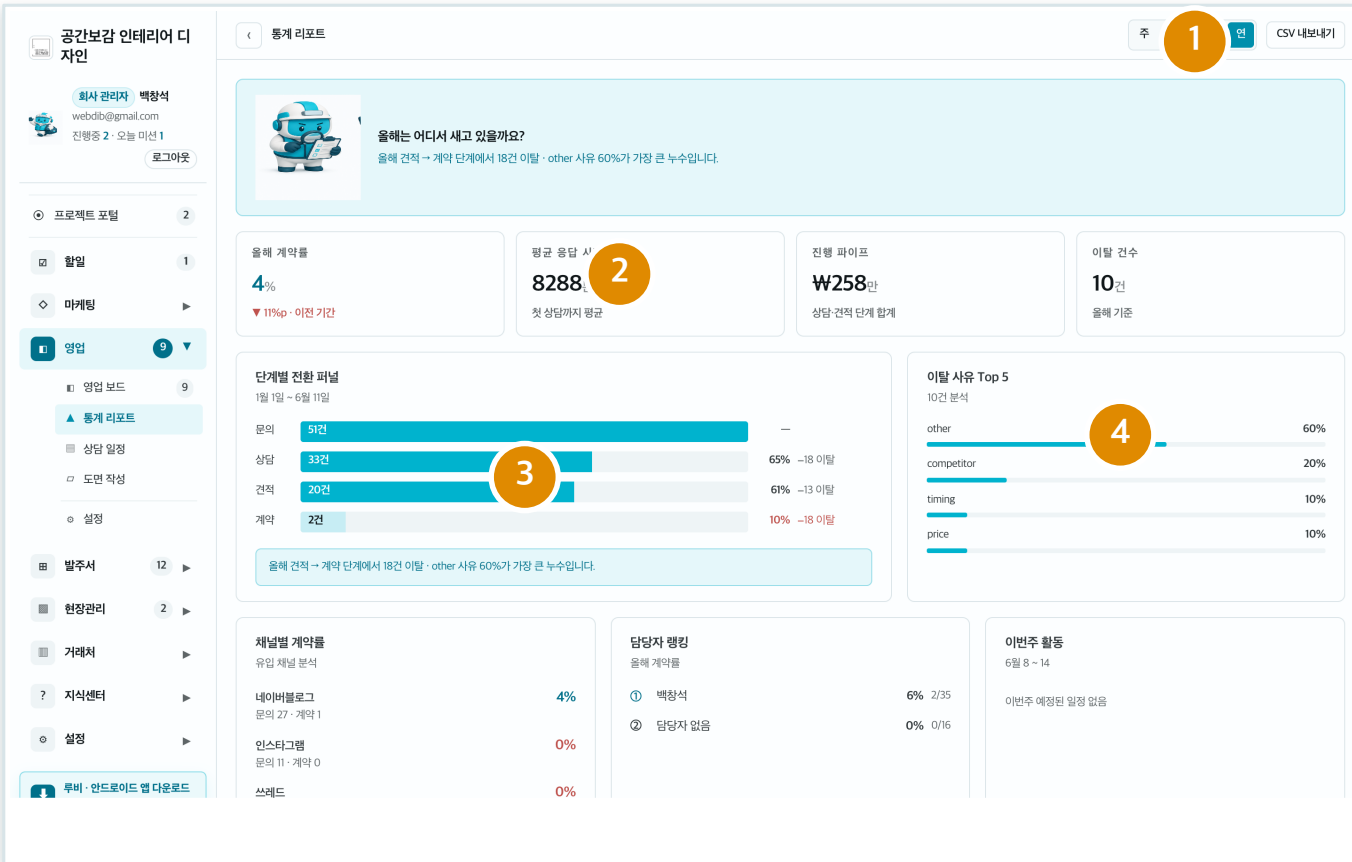 공간보감 인테리어 디
자인
회사 관리자 백창석
webdib@gmail.com
진행중 2 · 오늘 미션 1
로그아웃
프로젝트 포털 2
할일 1
마케팅 ▶
영업 9 ▼
영업 보드 9
통계 리포트
상담 일정
도면 작성
설정
발주서 12 ▶
현장관리 2 ▶
거래처 ▶
? 지식센터 ▶
설정 ▶
루비 · 안드로이드 앱 다운로드
‹ 통계 리포트
주 1 연 CSV 내보내기
올해는 어디서 새고 있을까요?
올해 견적 → 계약 단계에서 18건 이탈 · other 사유 60%가 가장 큰 누수입니다.
올해 계약률
4%
▼ 11%p · 이전 기간
평균 응답
8288
2
첫 상담까지 평균
진행 파이프
₩258만
상담·견적 단계 합계
이탈 건수
10건
올해 기준
단계별 전환 퍼널
1월 1일 ~ 6월 11일
문의 51건 —
상담 33건 65% −18 이탈
견적 20건 61% −13 이탈
계약 2건 10% −18 이탈
3
올해 견적 → 계약 단계에서 18건 이탈 · other 사유 60%가 가장 큰 누수입니다.
이탈 사유 Top 5
10건 분석
other 60%
4
competitor 20%
timing 10%
price 10%
채널별 계약률
유입 채널 분석
네이버블로그 4%
문의 27 · 계약 1
인스타그램 0%
문의 11 · 계약 0
쓰레드 0%
담당자 랭킹
올해 계약률
① 백창석 6% 2/35
② 담당자 없음 0% 0/16
이번주 활동
6월 8 ~ 14
이번주 예정된 일정 없음